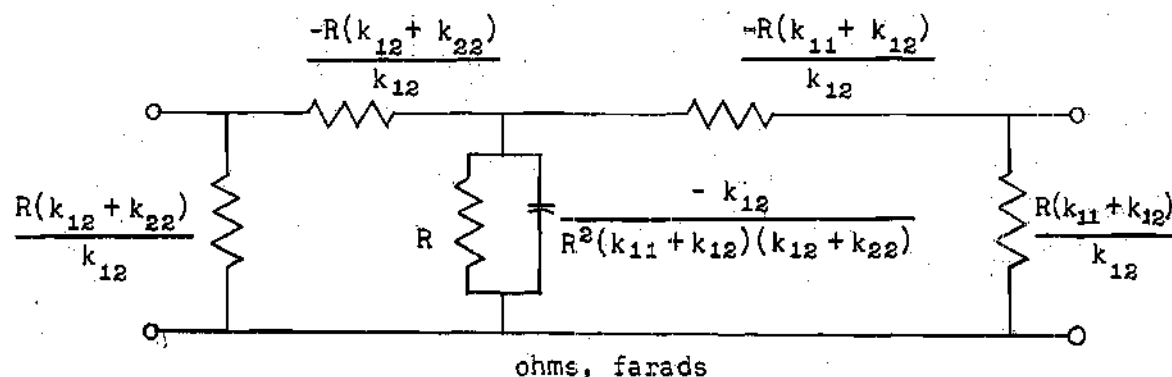 -R(k12 + k22)
k12
-R(k11 + k12)
k12
R(k12 + k22)
k12
R
- k12
R²(k11 + k12)(k12 + k22)
R(k11 + k12)
k12
ohms, farads